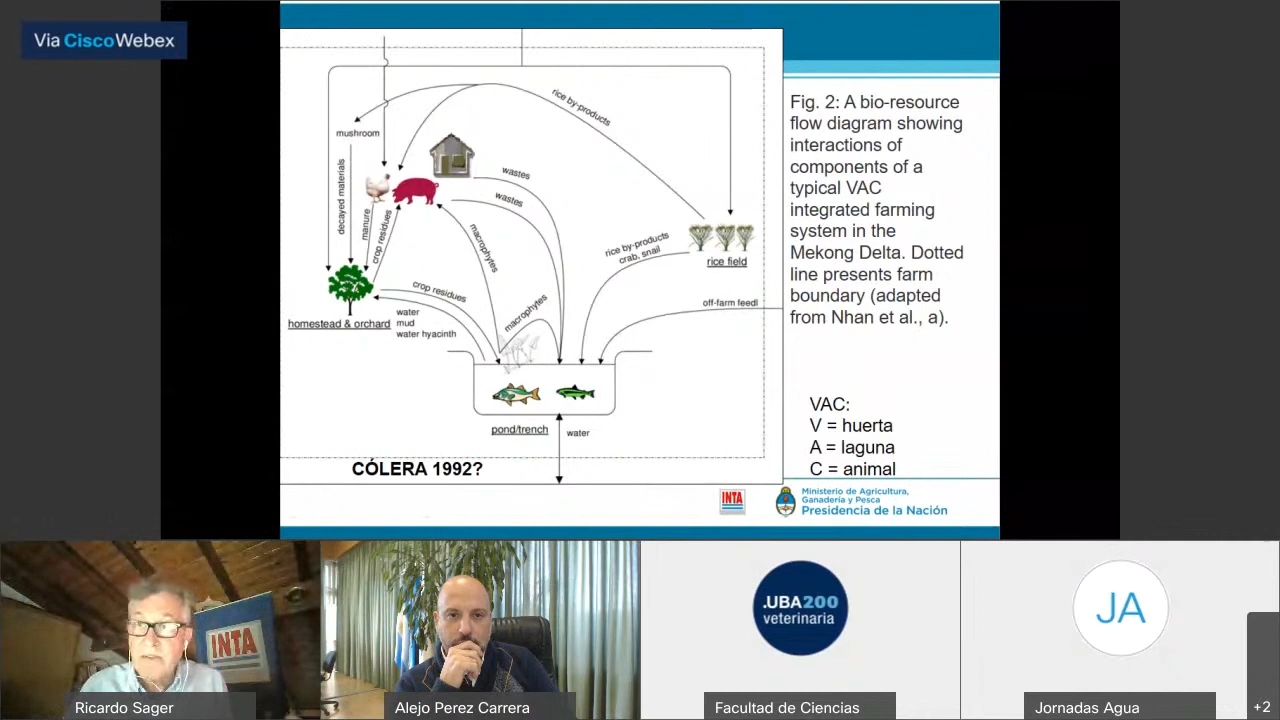 Via Cisco Webex
rice by-products
mushroom
decayed materials
manure
crop residues
wastes
wastes
macrophytes
rice by-products
crab, snail
rice field
off-farm feedl
crop residues
macrophytes
water
mud
water hyacinth
homestead & orchard
pond/trench
water
CÓLERA 1992?
Fig. 2: A bio-resource
flow diagram showing
interactions of
components of a
typical VAC
integrated farming
system in the
Mekong Delta. Dotted
line presents farm
boundary (adapted
from Nhan et al., a).
VAC:
V = huerta
A = laguna
C = animal
INTA
Ministerio de Agricultura,
Ganadería y Pesca
Presidencia de la Nación
INTA
.UBA200
veterinaria
JA
Ricardo Sager
Alejo Perez Carrera
Facultad de Ciencias
Jornadas Agua
+2